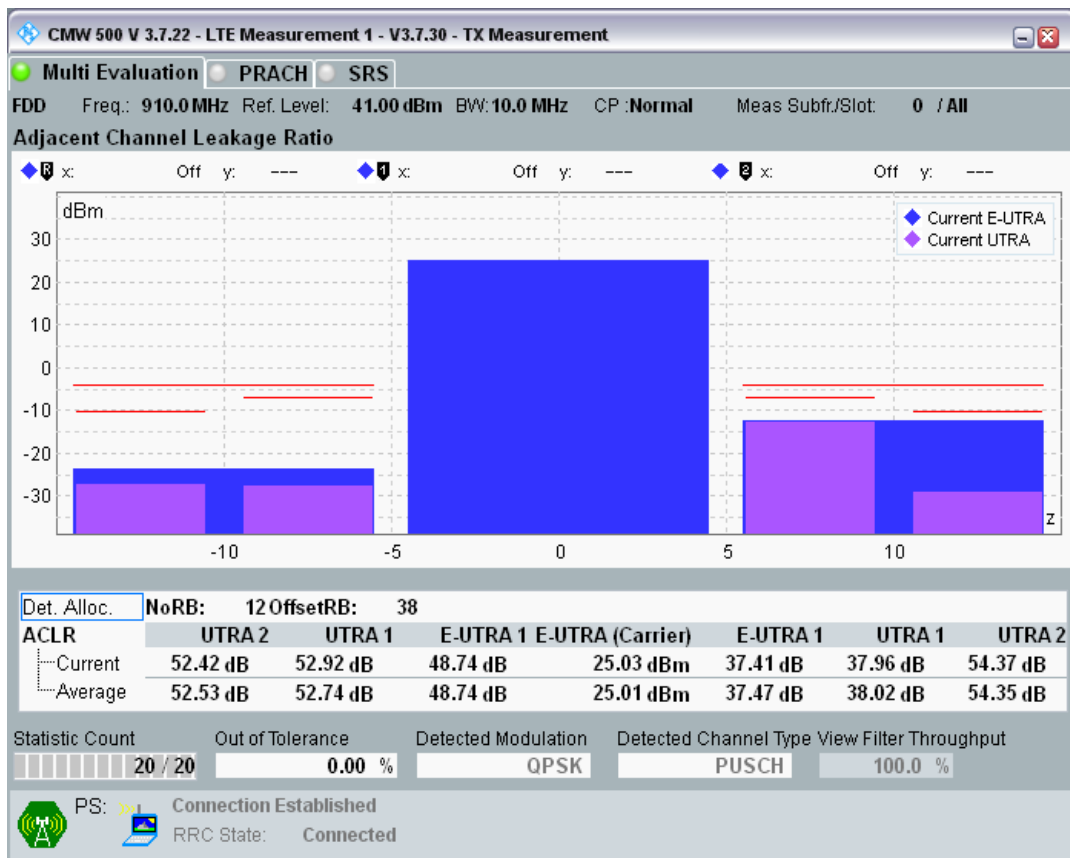 CMW 500 V 3.7.22 - LTE Measurement 1 - V3.7.30 - TX Measurement
Multi Evaluation PRACH SRS
FDD Freq.: 910.0 MHz Ref. Level: 41.00 dBm BW: 10.0 MHz CP :Normal Meas Subfr./Slot: 0 / All
Adjacent Channel Leakage Ratio
R x: Off y: --- 1 x: Off y: --- 2 x: Off y: ---
dBm
Current E-UTRA
Current UTRA
30
20
10
0
-10
-20
-30
z
-10 -5 0 5 10
Det. Alloc. NoRB: 12 OffsetRB: 38
ACLR UTRA 2 UTRA 1 E-UTRA 1 E-UTRA (Carrier) E-UTRA 1 UTRA 1 UTRA 2
Current 52.42 dB 52.92 dB 48.74 dB 25.03 dBm 37.41 dB 37.96 dB 54.37 dB
Average 52.53 dB 52.74 dB 48.74 dB 25.01 dBm 37.47 dB 38.02 dB 54.35 dB
Statistic Count Out of Tolerance Detected Modulation Detected Channel Type View Filter Throughput
20 / 20 0.00 % QPSK PUSCH 100.0 %
PS: Connection Established
RRC State: Connected